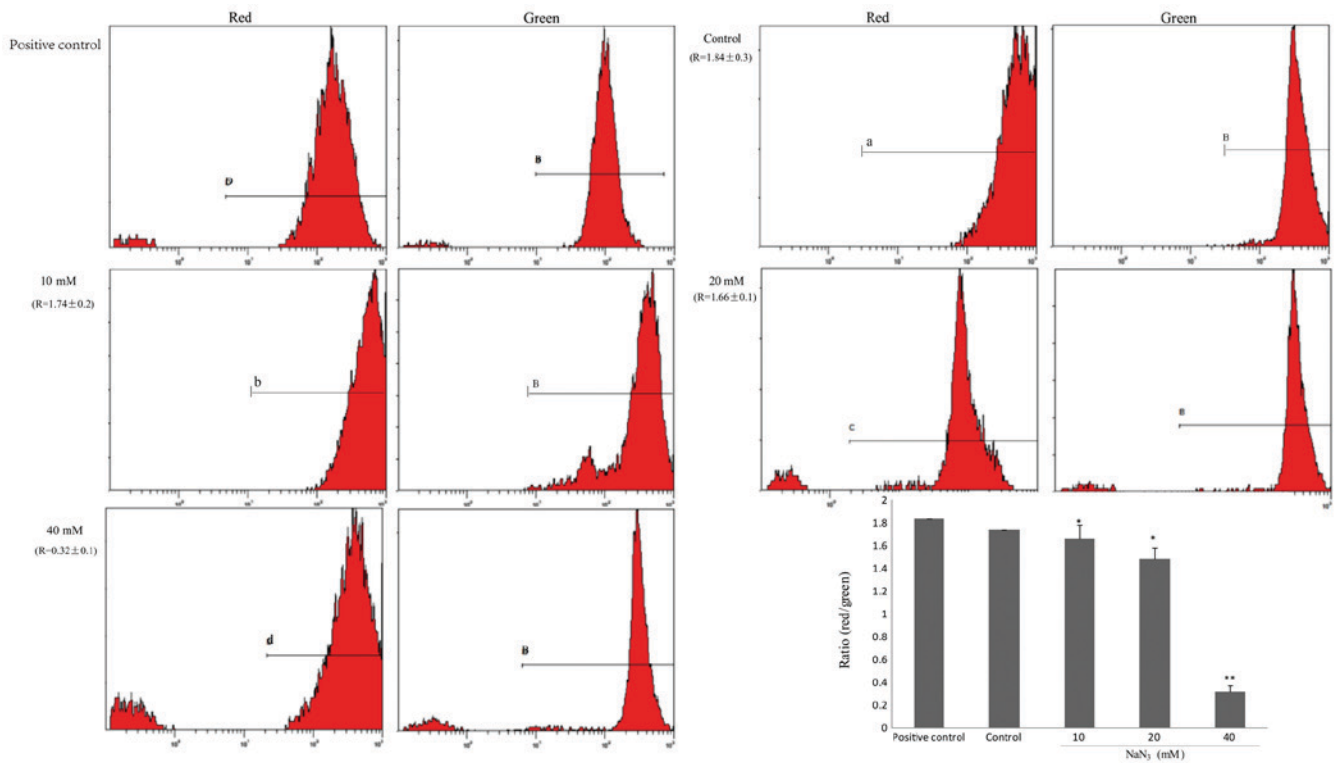 Red
Green
Red
Green
Positive control
D
B
Control
(R=1.84±0.3)
a
B
10 mM
(R=1.74±0.2)
b
B
20 mM
(R=1.66±0.1)
c
B
40 mM
(R=0.32±0.1)
d
B
Ratio (red/green)
2
1.8
1.6
1.4
1.2
1
0.8
0.6
0.4
0.2
0
*
*
**
Positive control
Control
10
20
40
NaN₃ (mM)